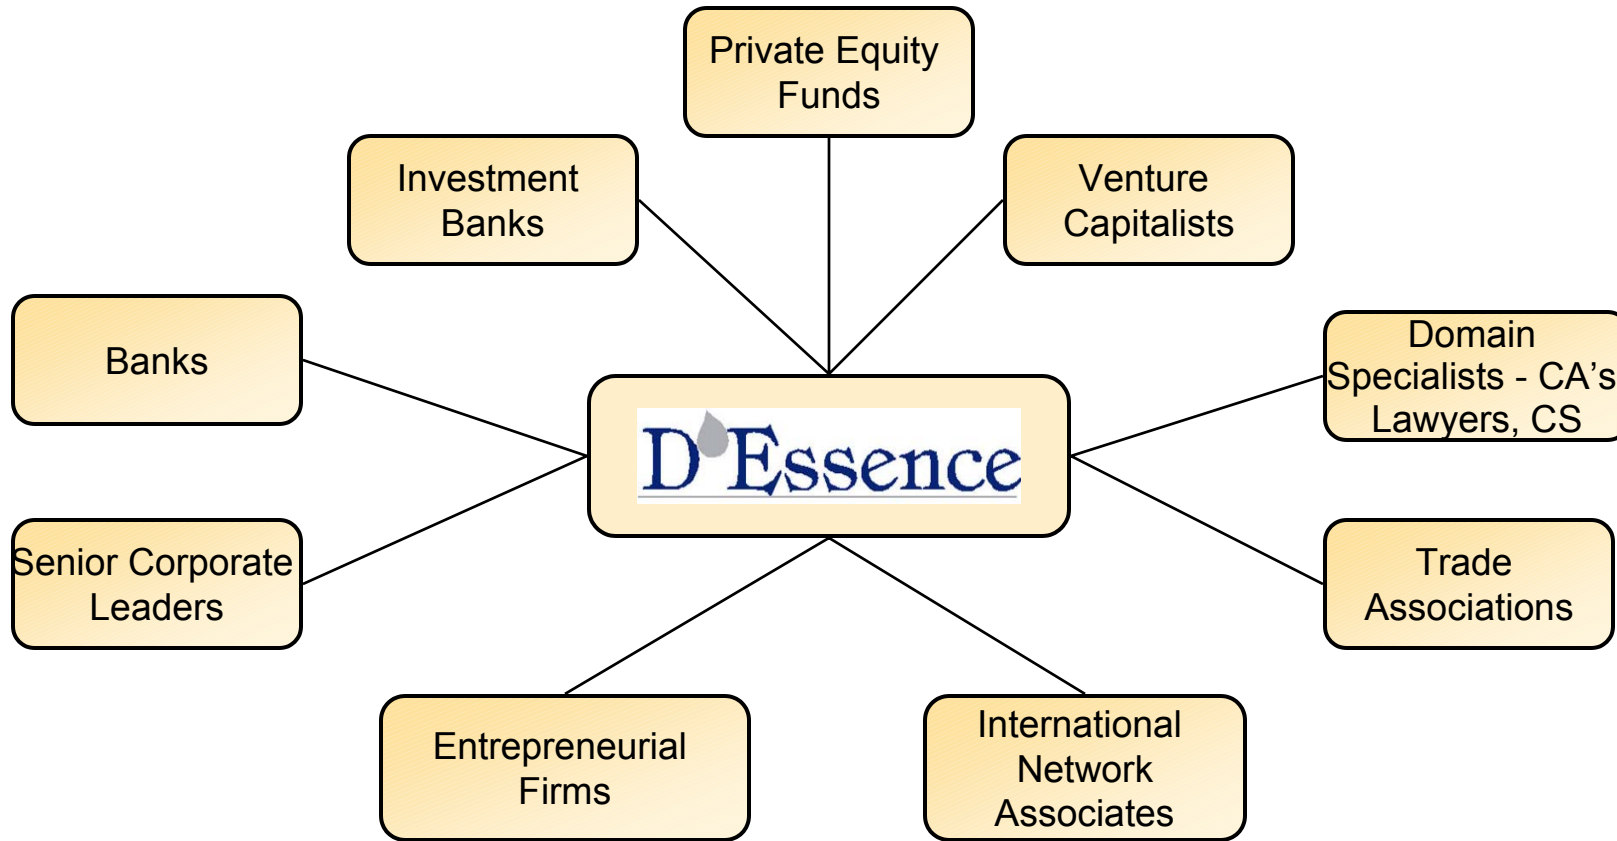 Private Equity
Funds
Investment
Banks
Venture
Capitalists
Banks
Domain
Specialists - CA’s
Lawyers, CS
D'Essence
Senior Corporate
Leaders
Trade
Associations
Entrepreneurial
Firms
International
Network
Associates